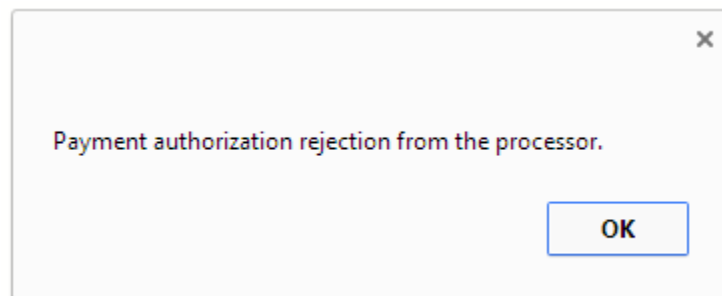 Payment authorization rejection from the processor.
OK